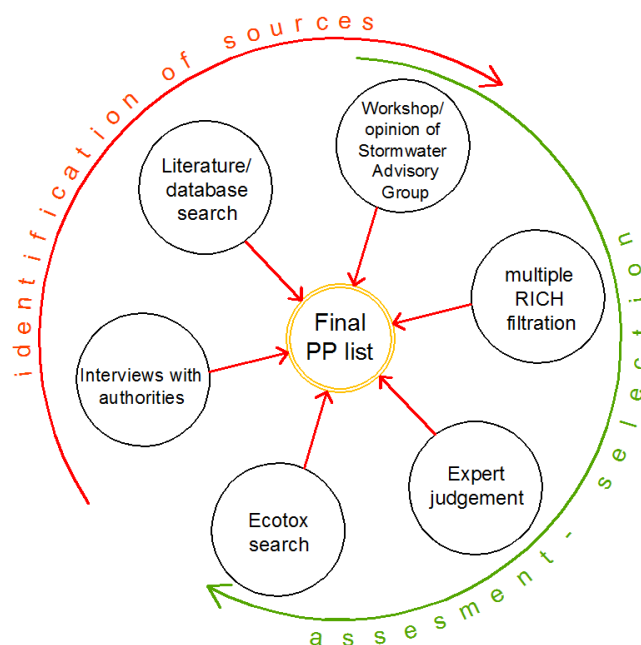 identification of sources
Workshop/
opinion of
Stormwater
Advisory
Group
Literature/
database
search
multiple
RICH
filtration
Final
PP list
Interviews with
authorities
Expert
judgement
Ecotox
search
assesment- selection